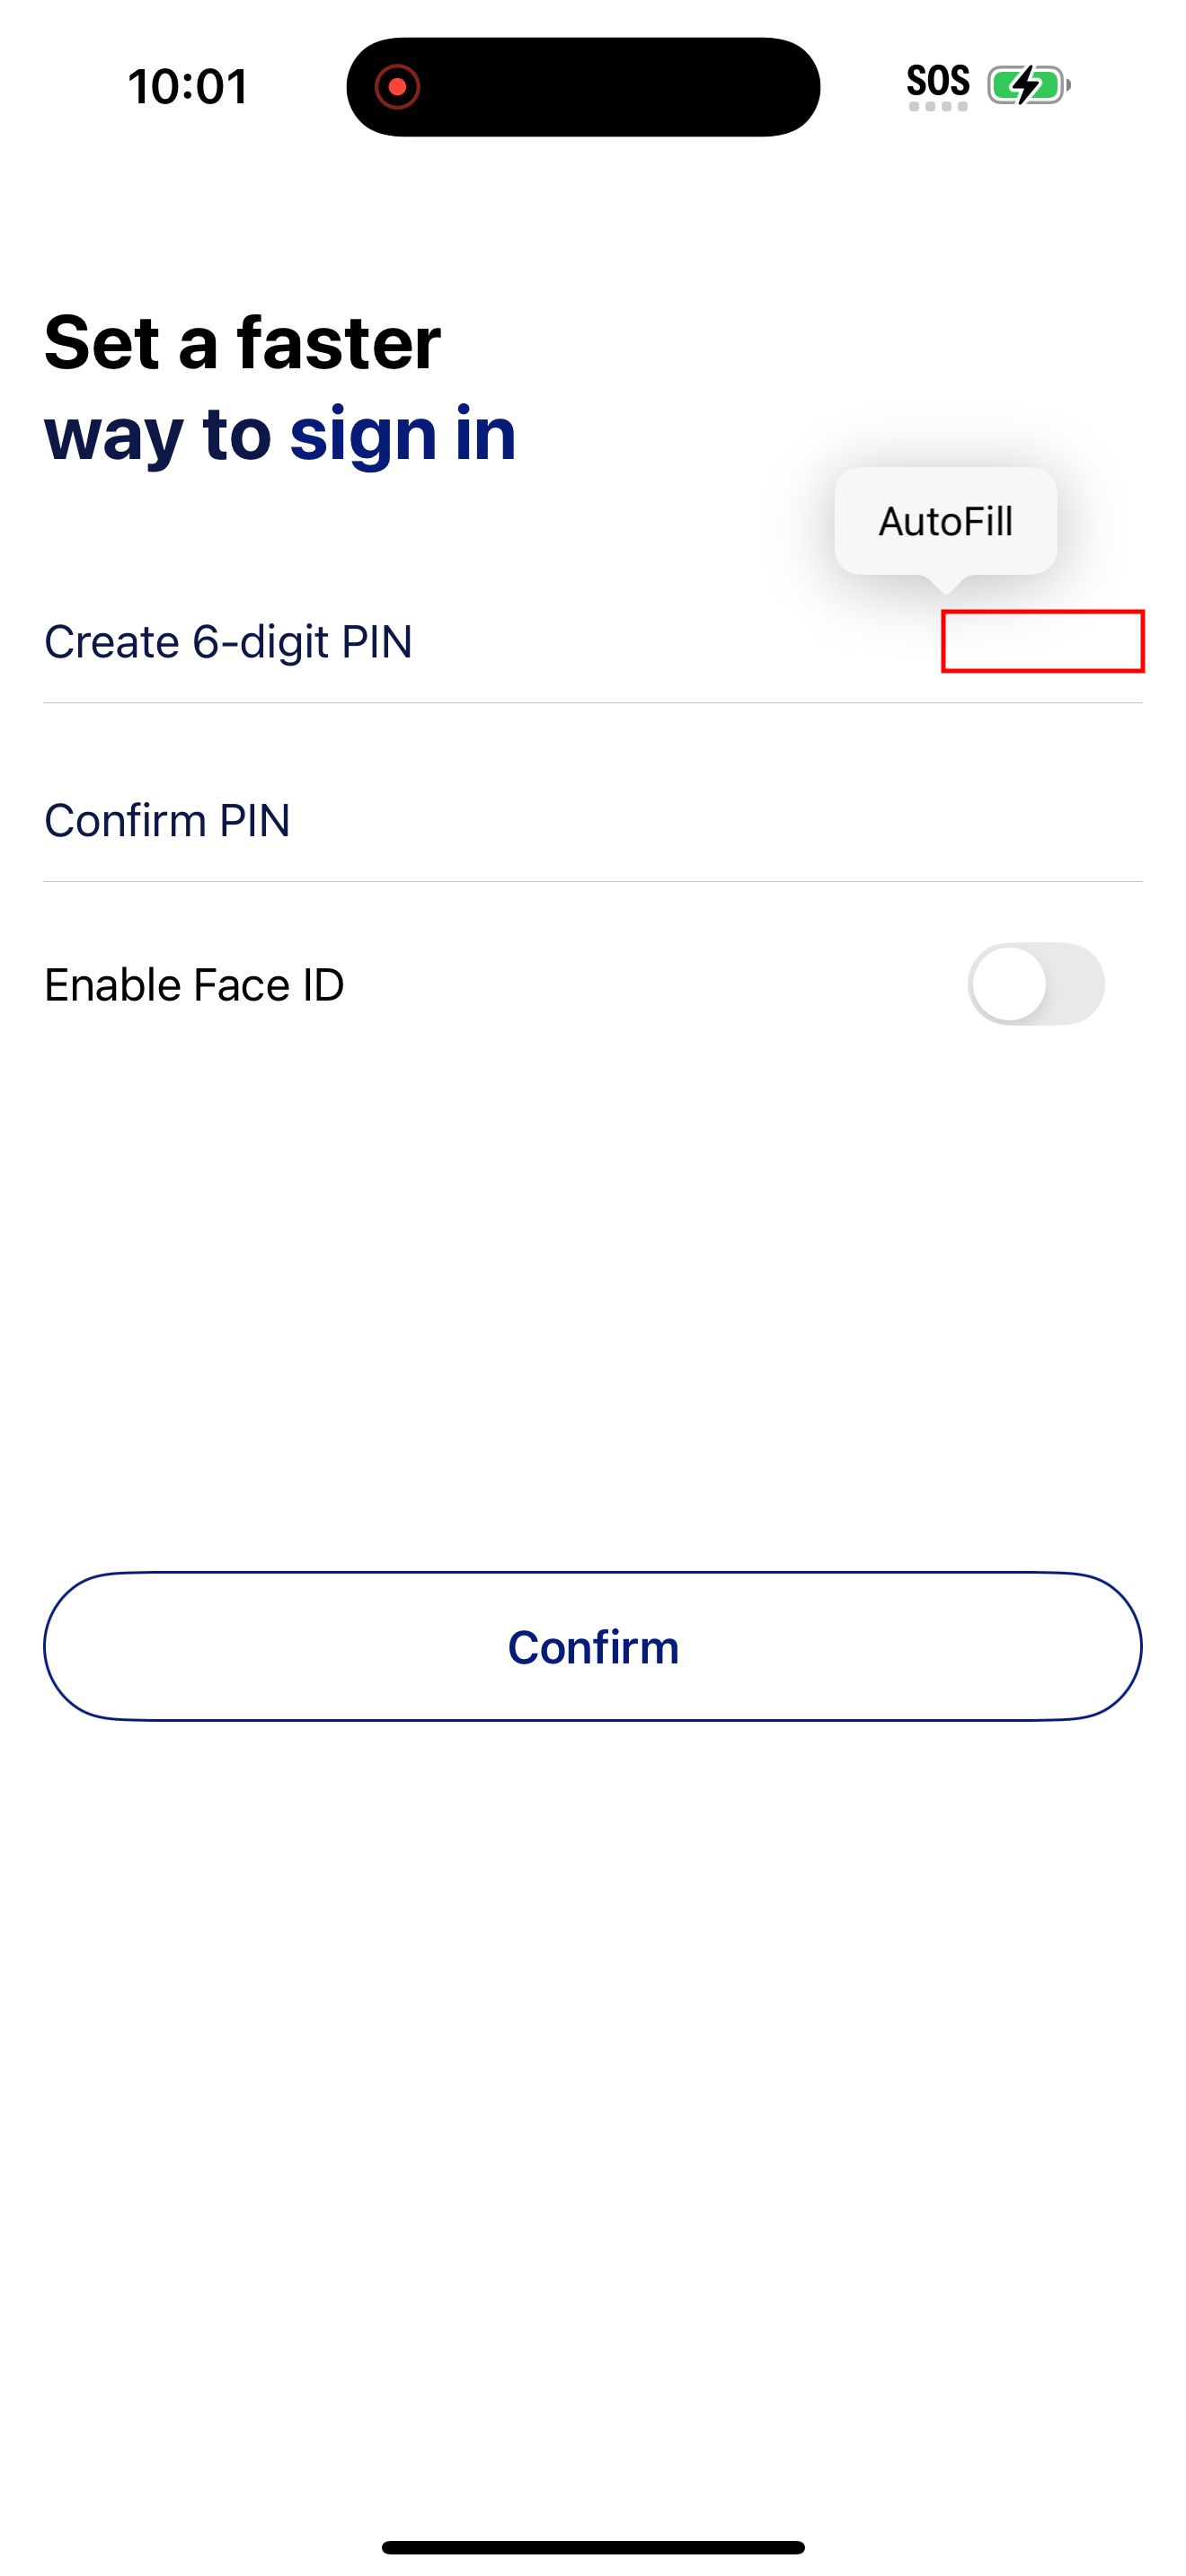 10:01
SOS
Set a faster
way to sign in
AutoFill
Create 6-digit PIN
Confirm PIN
Enable Face ID
Confirm